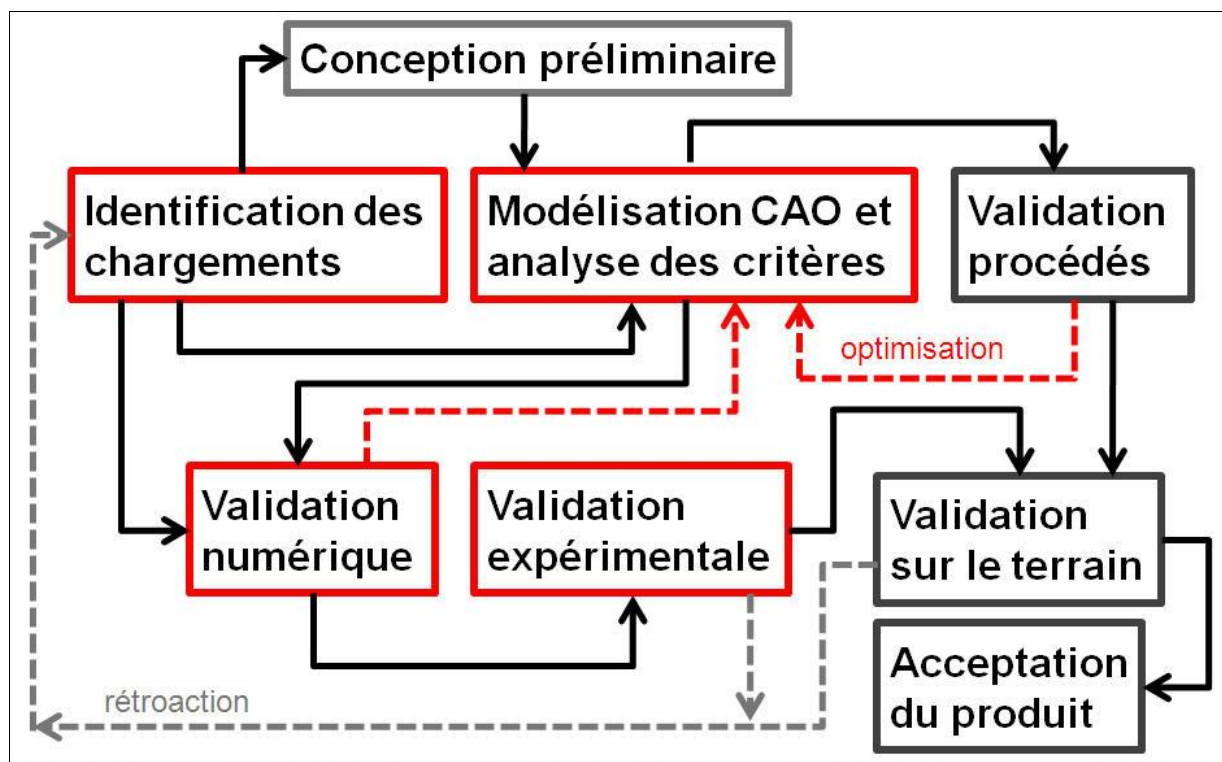 Conception préliminaire
Identification des
chargements
Modélisation CAO et
analyse des critères
Validation
procédés
optimisation
Validation
numérique
Validation
expérimentale
Validation
sur le terrain
Acceptation
du produit
rétroaction